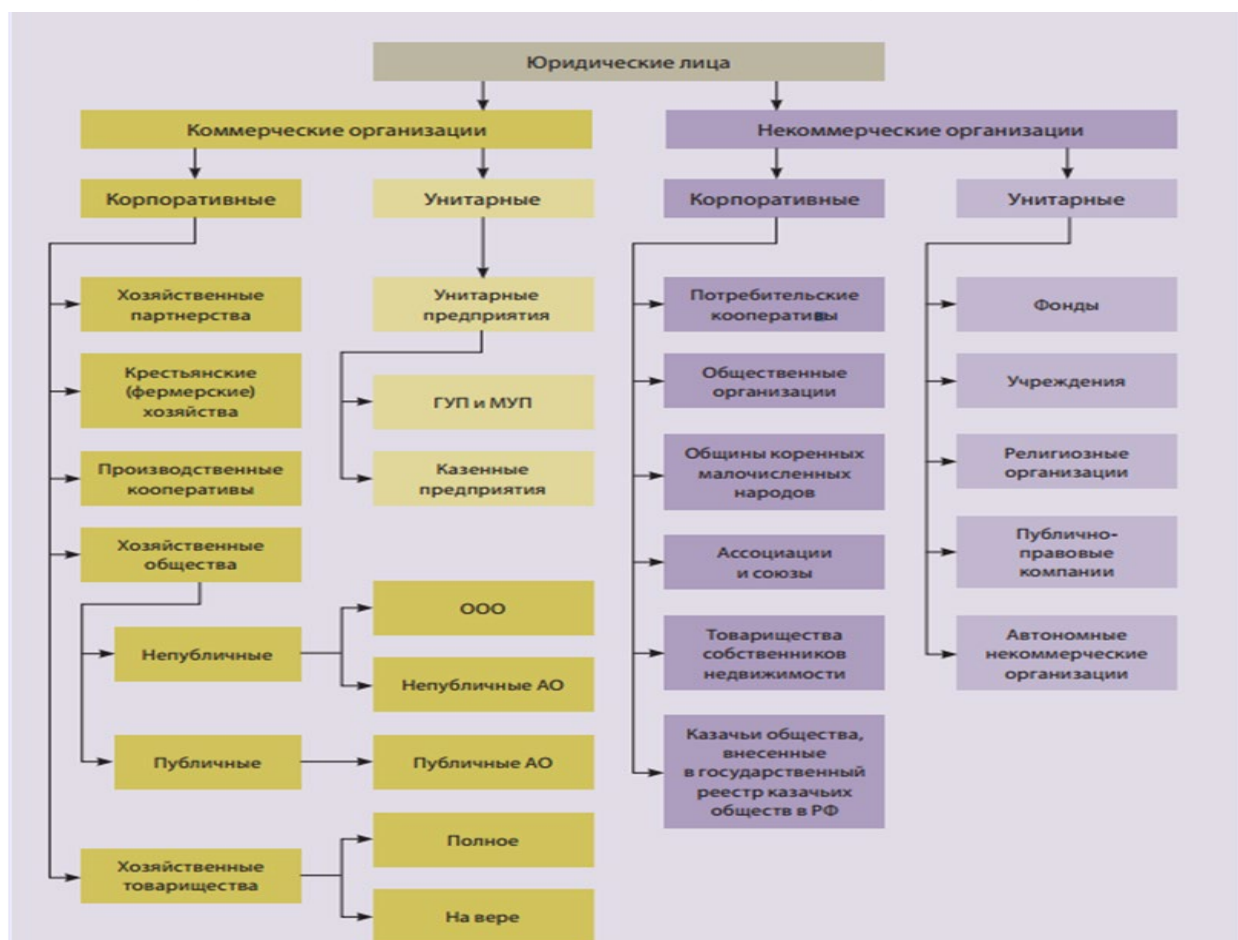 Юридические лица
Коммерческие организации
Некоммерческие организации
Корпоративные
Унитарные
Корпоративные
Унитарные
Хозяйственные
партнерства
Унитарные
предприятия
Потребительские
кооперативы
Фонды
Крестьянские
(фермерские)
хозяйства
ГУП и МУП
Общественные
организации
Учреждения
Производственные
кооперативы
Казенные
предприятия
Общины коренных
малочисленных
народов
Религиозные
организации
Хозяйственные
общества
Ассоциации
и союзы
Публично-
правовые
компании
ООО
Непубличные
Непубличные АО
Товарищества
собственников
недвижимости
Автономные
некоммерческие
организации
Публичные
Публичные АО
Казачьи общества,
внесенные
в государственный
реестр казачьих
обществ в РФ
Хозяйственные
товарищества
Полное
На вере